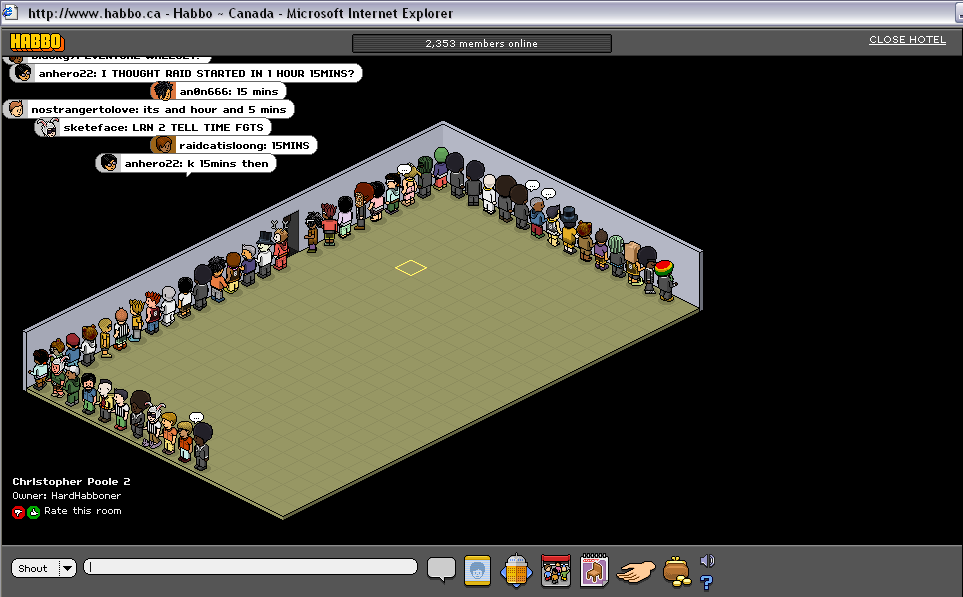 http://www.habbo.ca - Habbo ~ Canada - Microsoft Internet Explorer
HABBO
2,353 members online
CLOSE HOTEL
anhero22: I THOUGHT RAID STARTED IN 1 HOUR 15MINS?
an0n666: 15 mins
nostrangertolove: its and hour and 5 mins
sketeface: LRN 2 TELL TIME FGTS
raidcatisloong: 15MINS
anhero22: k 15mins then
Christopher Poole 2
Owner: HardHabboner
Rate this room
Shout